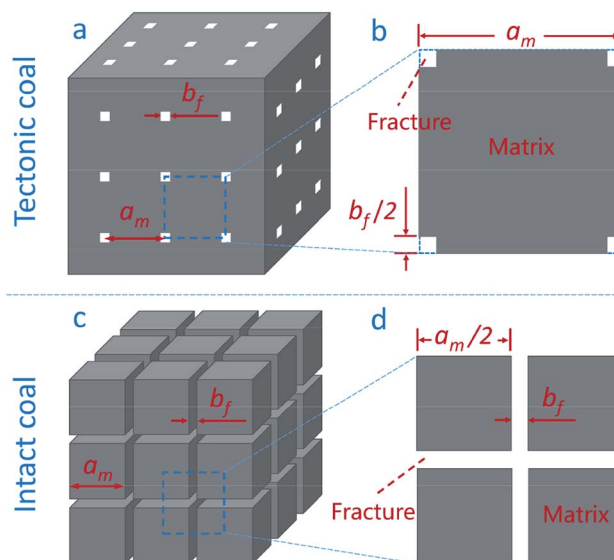 Tectonic coal
a
b_f
a_m
b
a_m
Fracture
Matrix
b_f/2
Intact coal
c
b_f
a_m
d
a_m/2
b_f
Fracture
Matrix